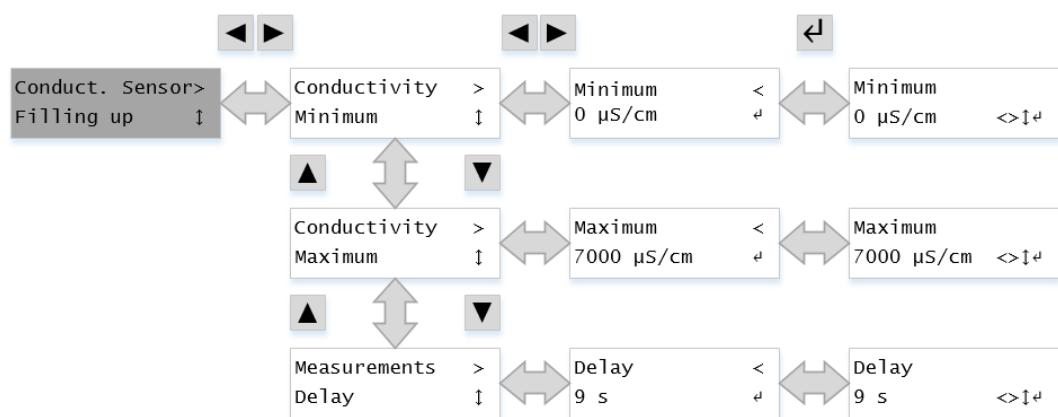 Conduct. Sensor>
Filling up ↕
Conductivity >
Minimum ↕
Minimum <
0 µS/cm ↵
Minimum
0 µS/cm <>↕↵
Conductivity >
Maximum ↕
Maximum <
7000 µS/cm ↵
Maximum
7000 µS/cm <>↕↵
Measurements >
Delay ↕
Delay <
9 s ↵
Delay
9 s <>↕↵